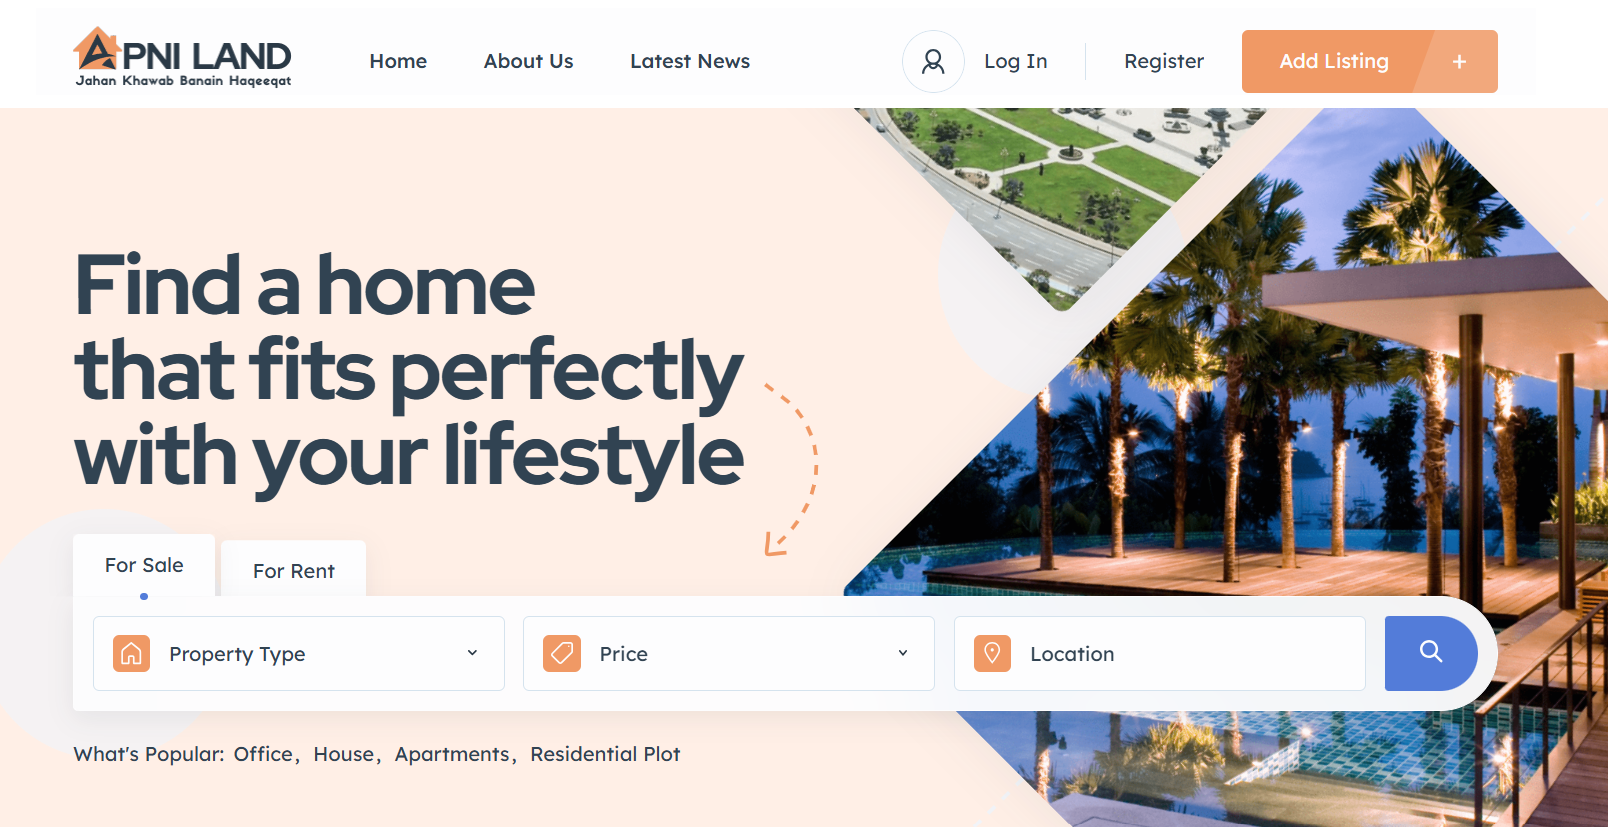 APNI LAND
Jahan Khawab Banain Haqeeqat
Home
About Us
Latest News
Log In
Register
Add Listing +
Find a home
that fits perfectly
with your lifestyle
For Sale
For Rent
Property Type
Price
Location
What's Popular: Office, House, Apartments, Residential Plot